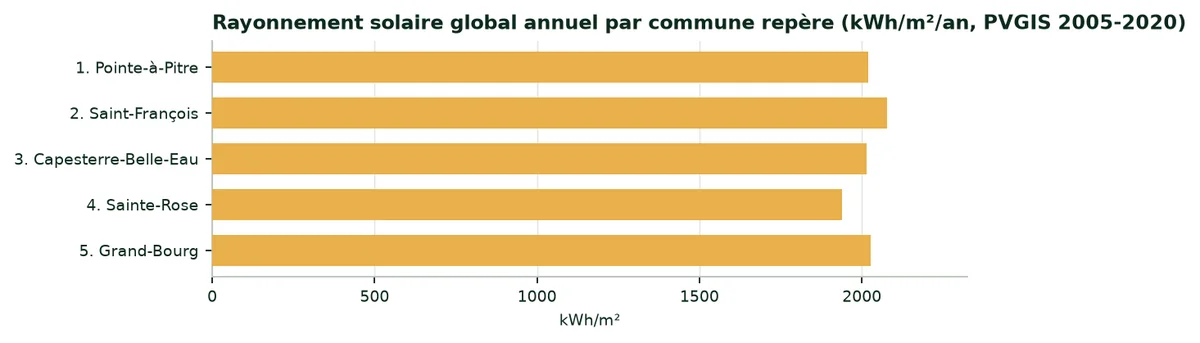 Rayonnement solaire global annuel par commune repère (kWh/m²/an, PVGIS 2005-2020)
1. Pointe-à-Pitre
2. Saint-François
3. Capesterre-Belle-Eau
4. Sainte-Rose
5. Grand-Bourg
0 500 1000 1500 2000
kWh/m²